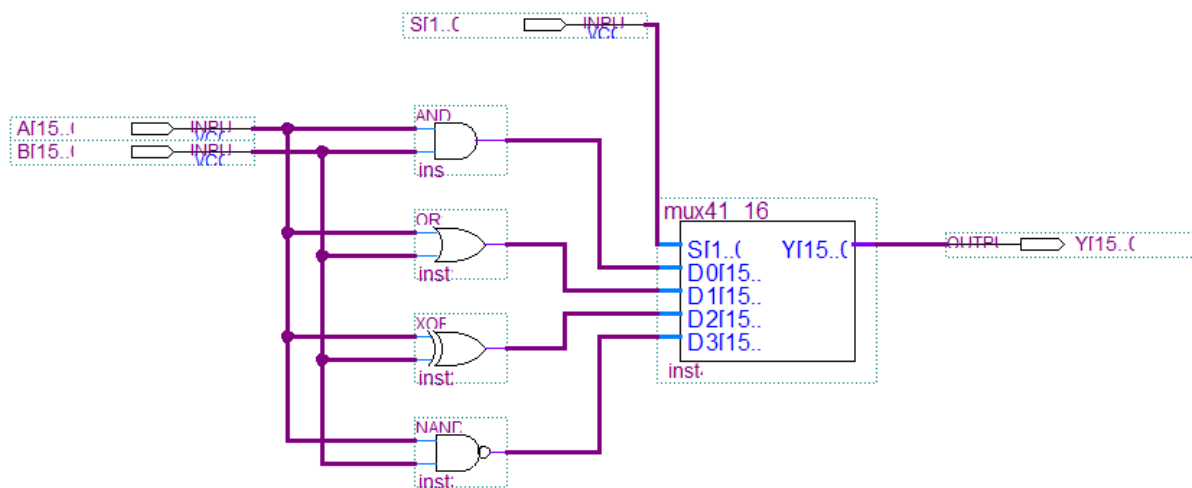 S[1..(
INPU
VCC
A[15..(
INPU
VCC
B[15..(
INPU
VCC
AND
ins
OR
inst
XOF
inst
NAND
inst
mux41_16
S[1..(
Y[15..(
D0[15..
D1[15..
D2[15..
D3[15..
inst
OUTPU
Y[15..(